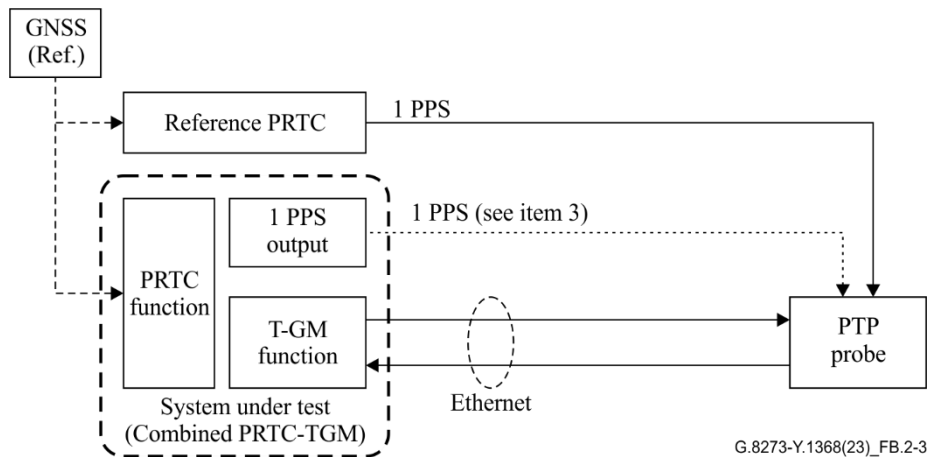 GNSS
(Ref.)
Reference PRTC
1 PPS
1 PPS
output
1 PPS (see item 3)
PRTC
function
T-GM
function
PTP
probe
Ethernet
System under test
(Combined PRTC-TGM)
G.8273-Y.1368(23)_FB.2-3